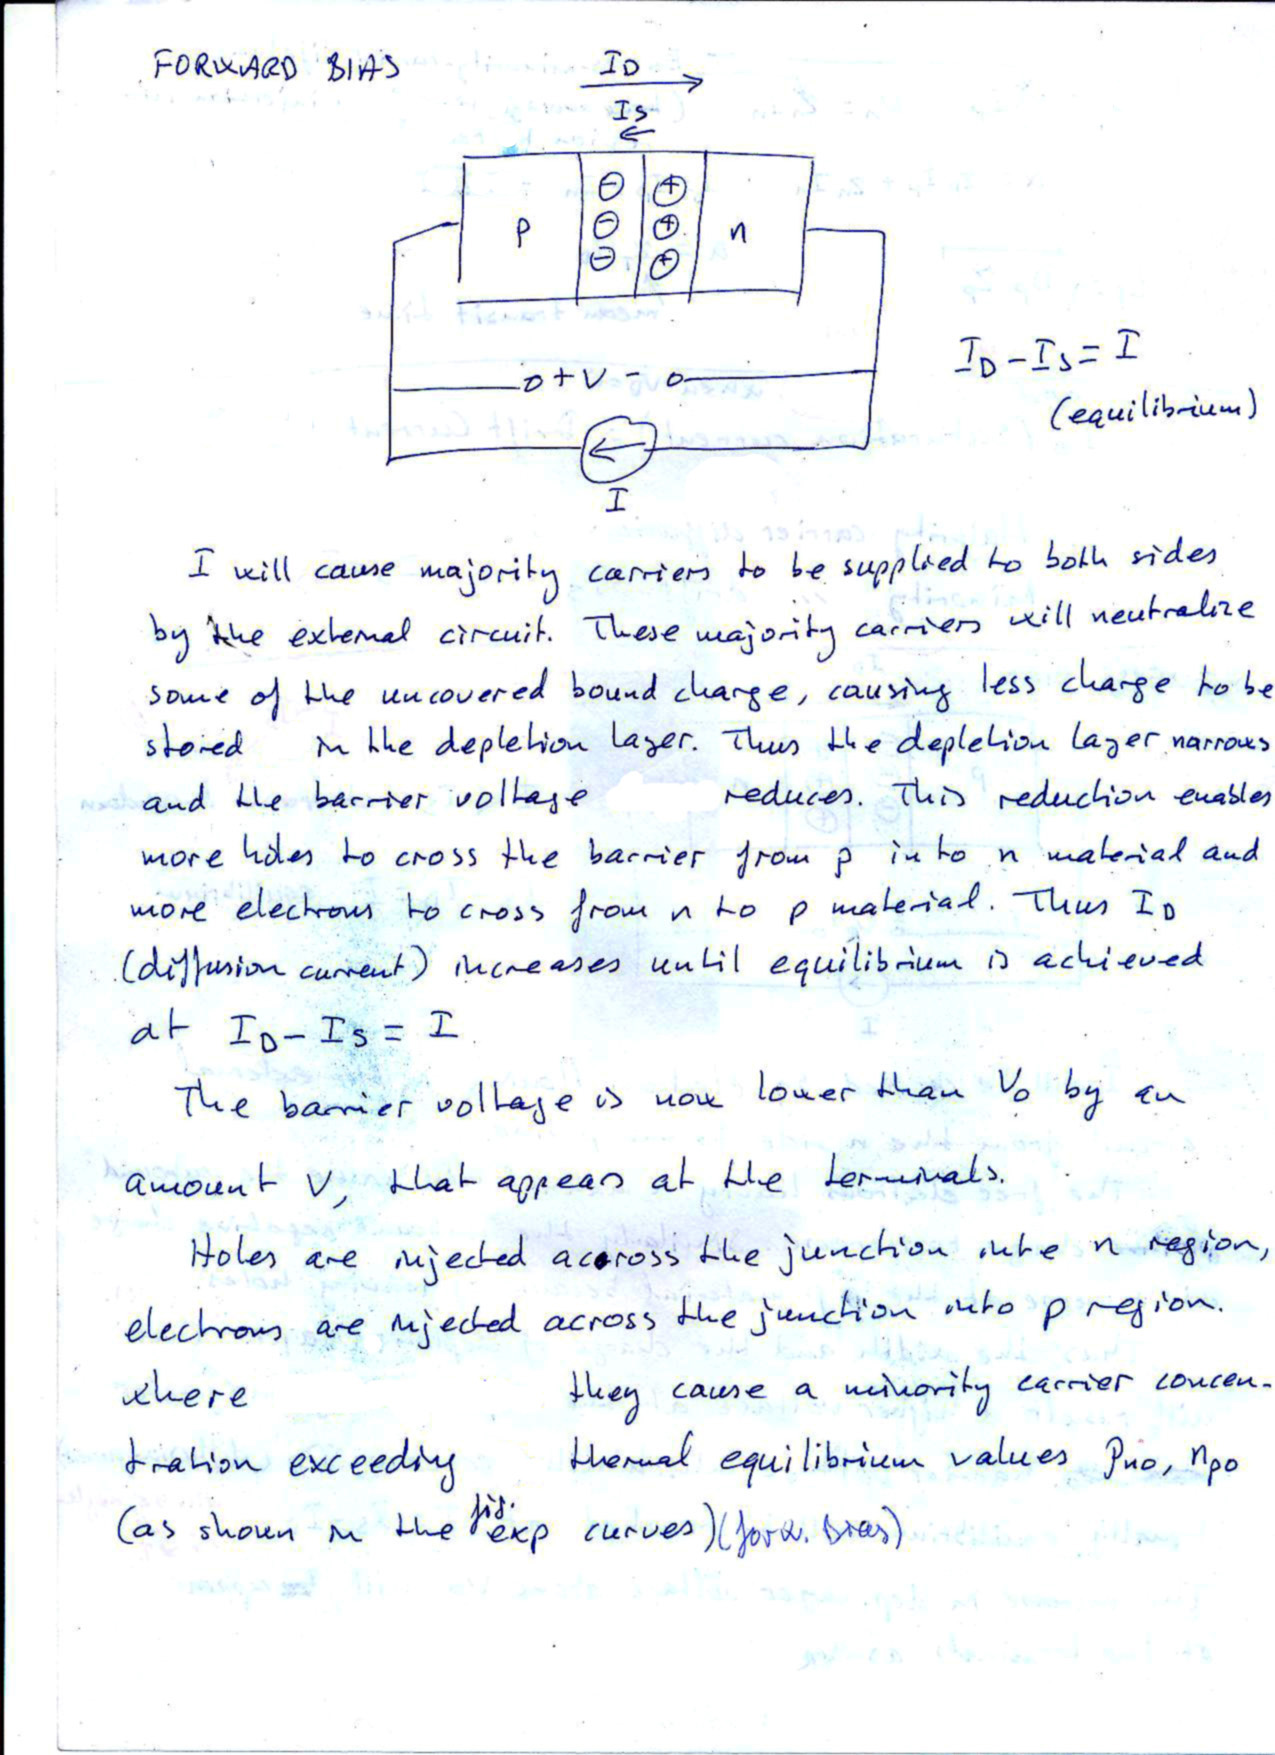 FORWARD BIAS
I_D
I_S
p
⊖ ⊕
⊖ ⊕
⊖ ⊕
n
I_D - I_S = I
(equilibrium)
o + V - o
I
I will cause majority carriers to be supplied to both sides
by the external circuit. These majority carriers will neutralize
some of the uncovered bound charge, causing less charge to be
stored in the depletion layer. Thus the depletion layer narrows
and the barrier voltage reduces. This reduction enables
more holes to cross the barrier from p into n material and
more electrons to cross from n to p material. Thus I_D
(diffusion current) increases until equilibrium is achieved
at I_D - I_S = I
The barrier voltage is now lower than V_0 by an
amount V, that appears at the terminals.
Holes are injected accross the junction into n region,
electrons are injected across the junction into p region.
where they cause a minority carrier concen-
tration exceeding thermal equilibrium values p_no, n_po
(as shown in the fig. exp curves) (forw. Bias)